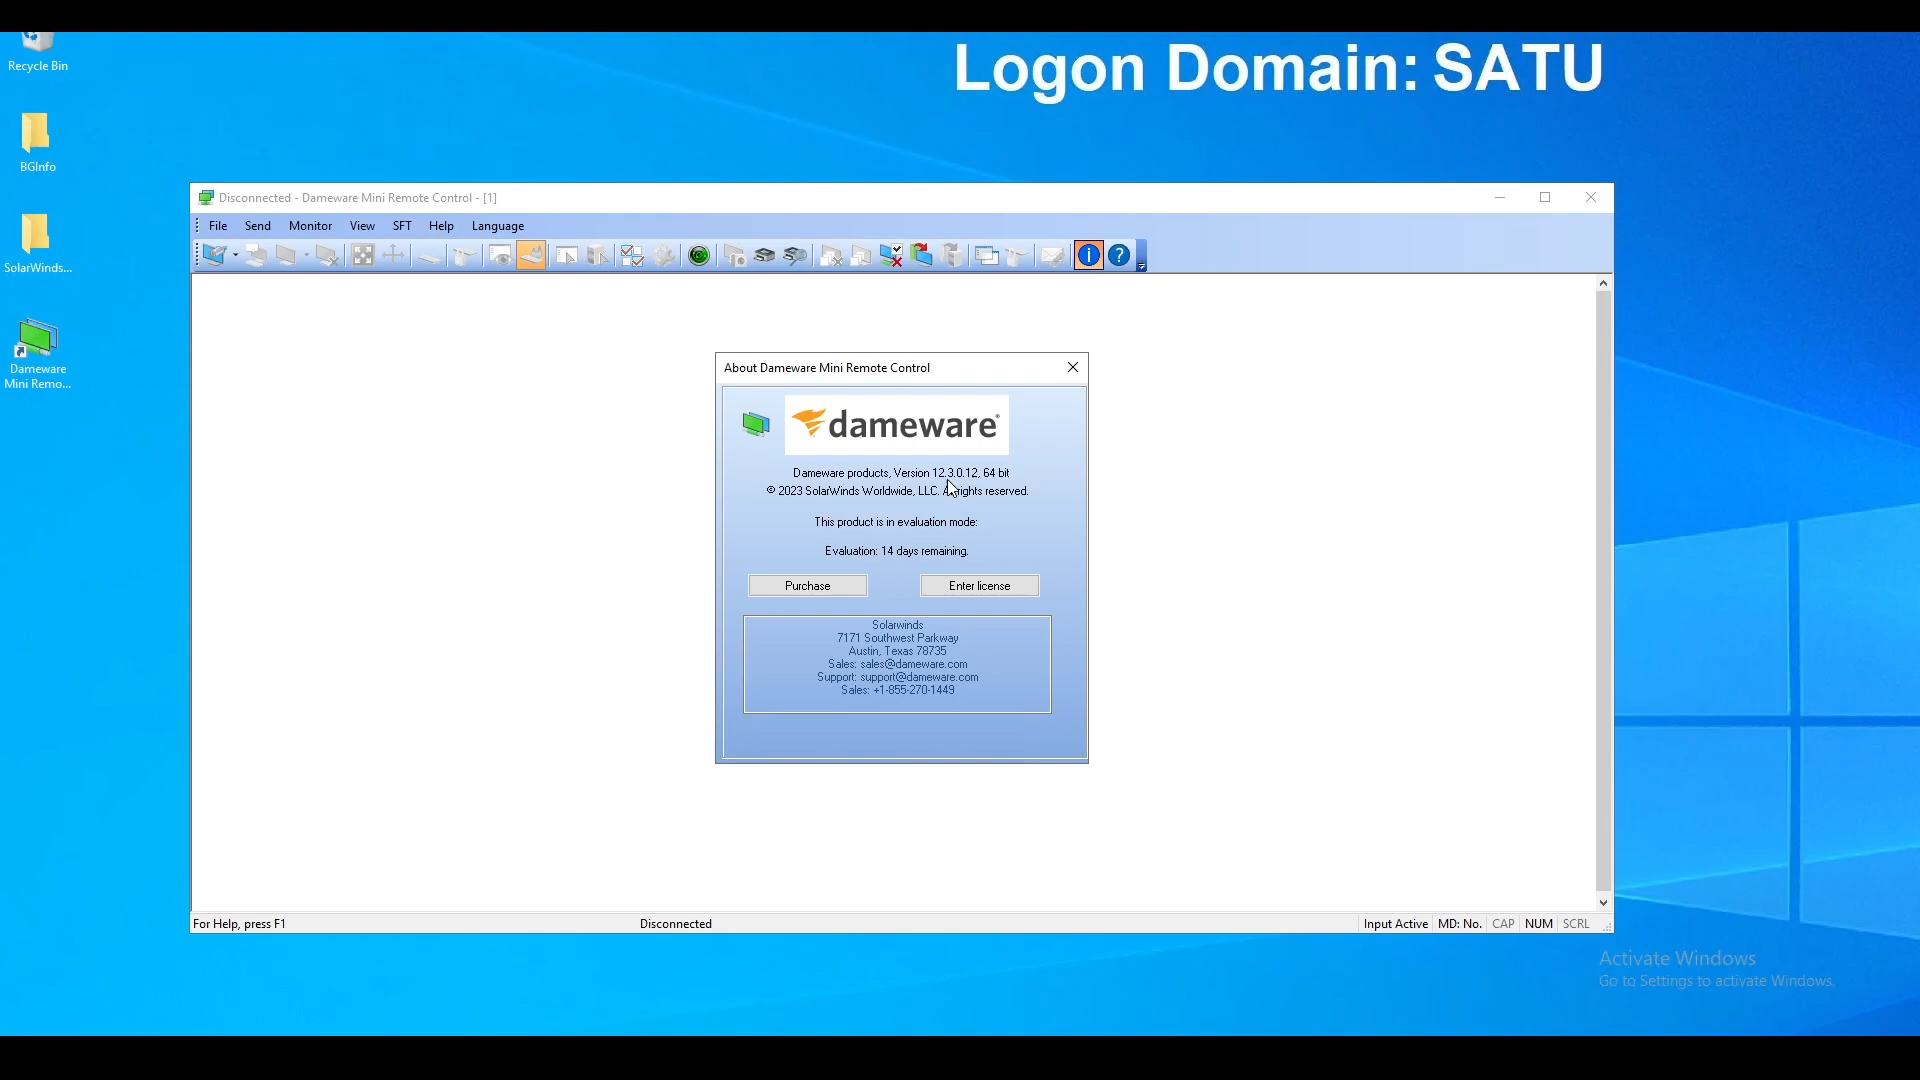 Logon Domain: SATU
Recycle Bin
BGInfo
SolarWinds...
Dameware
Mini Remo...
Disconnected - Dameware Mini Remote Control - [1]
File Send Monitor View SFT Help Language
About Dameware Mini Remote Control
dameware®
Dameware products, Version 12.3.0.12, 64 bit
© 2023 SolarWinds Worldwide, LLC. rights reserved.
This product is in evaluation mode:
Evaluation: 14 days remaining.
Purchase Enter license
Solarwinds
7171 Southwest Parkway
Austin, Texas 78735
Sales: sales@dameware.com
Support: support@dameware.com
Sales: +1-855-270-1449
For Help, press F1 Disconnected Input Active MD: No. CAP NUM SCRL
Activate Windows
Go to Settings to activate Windows.